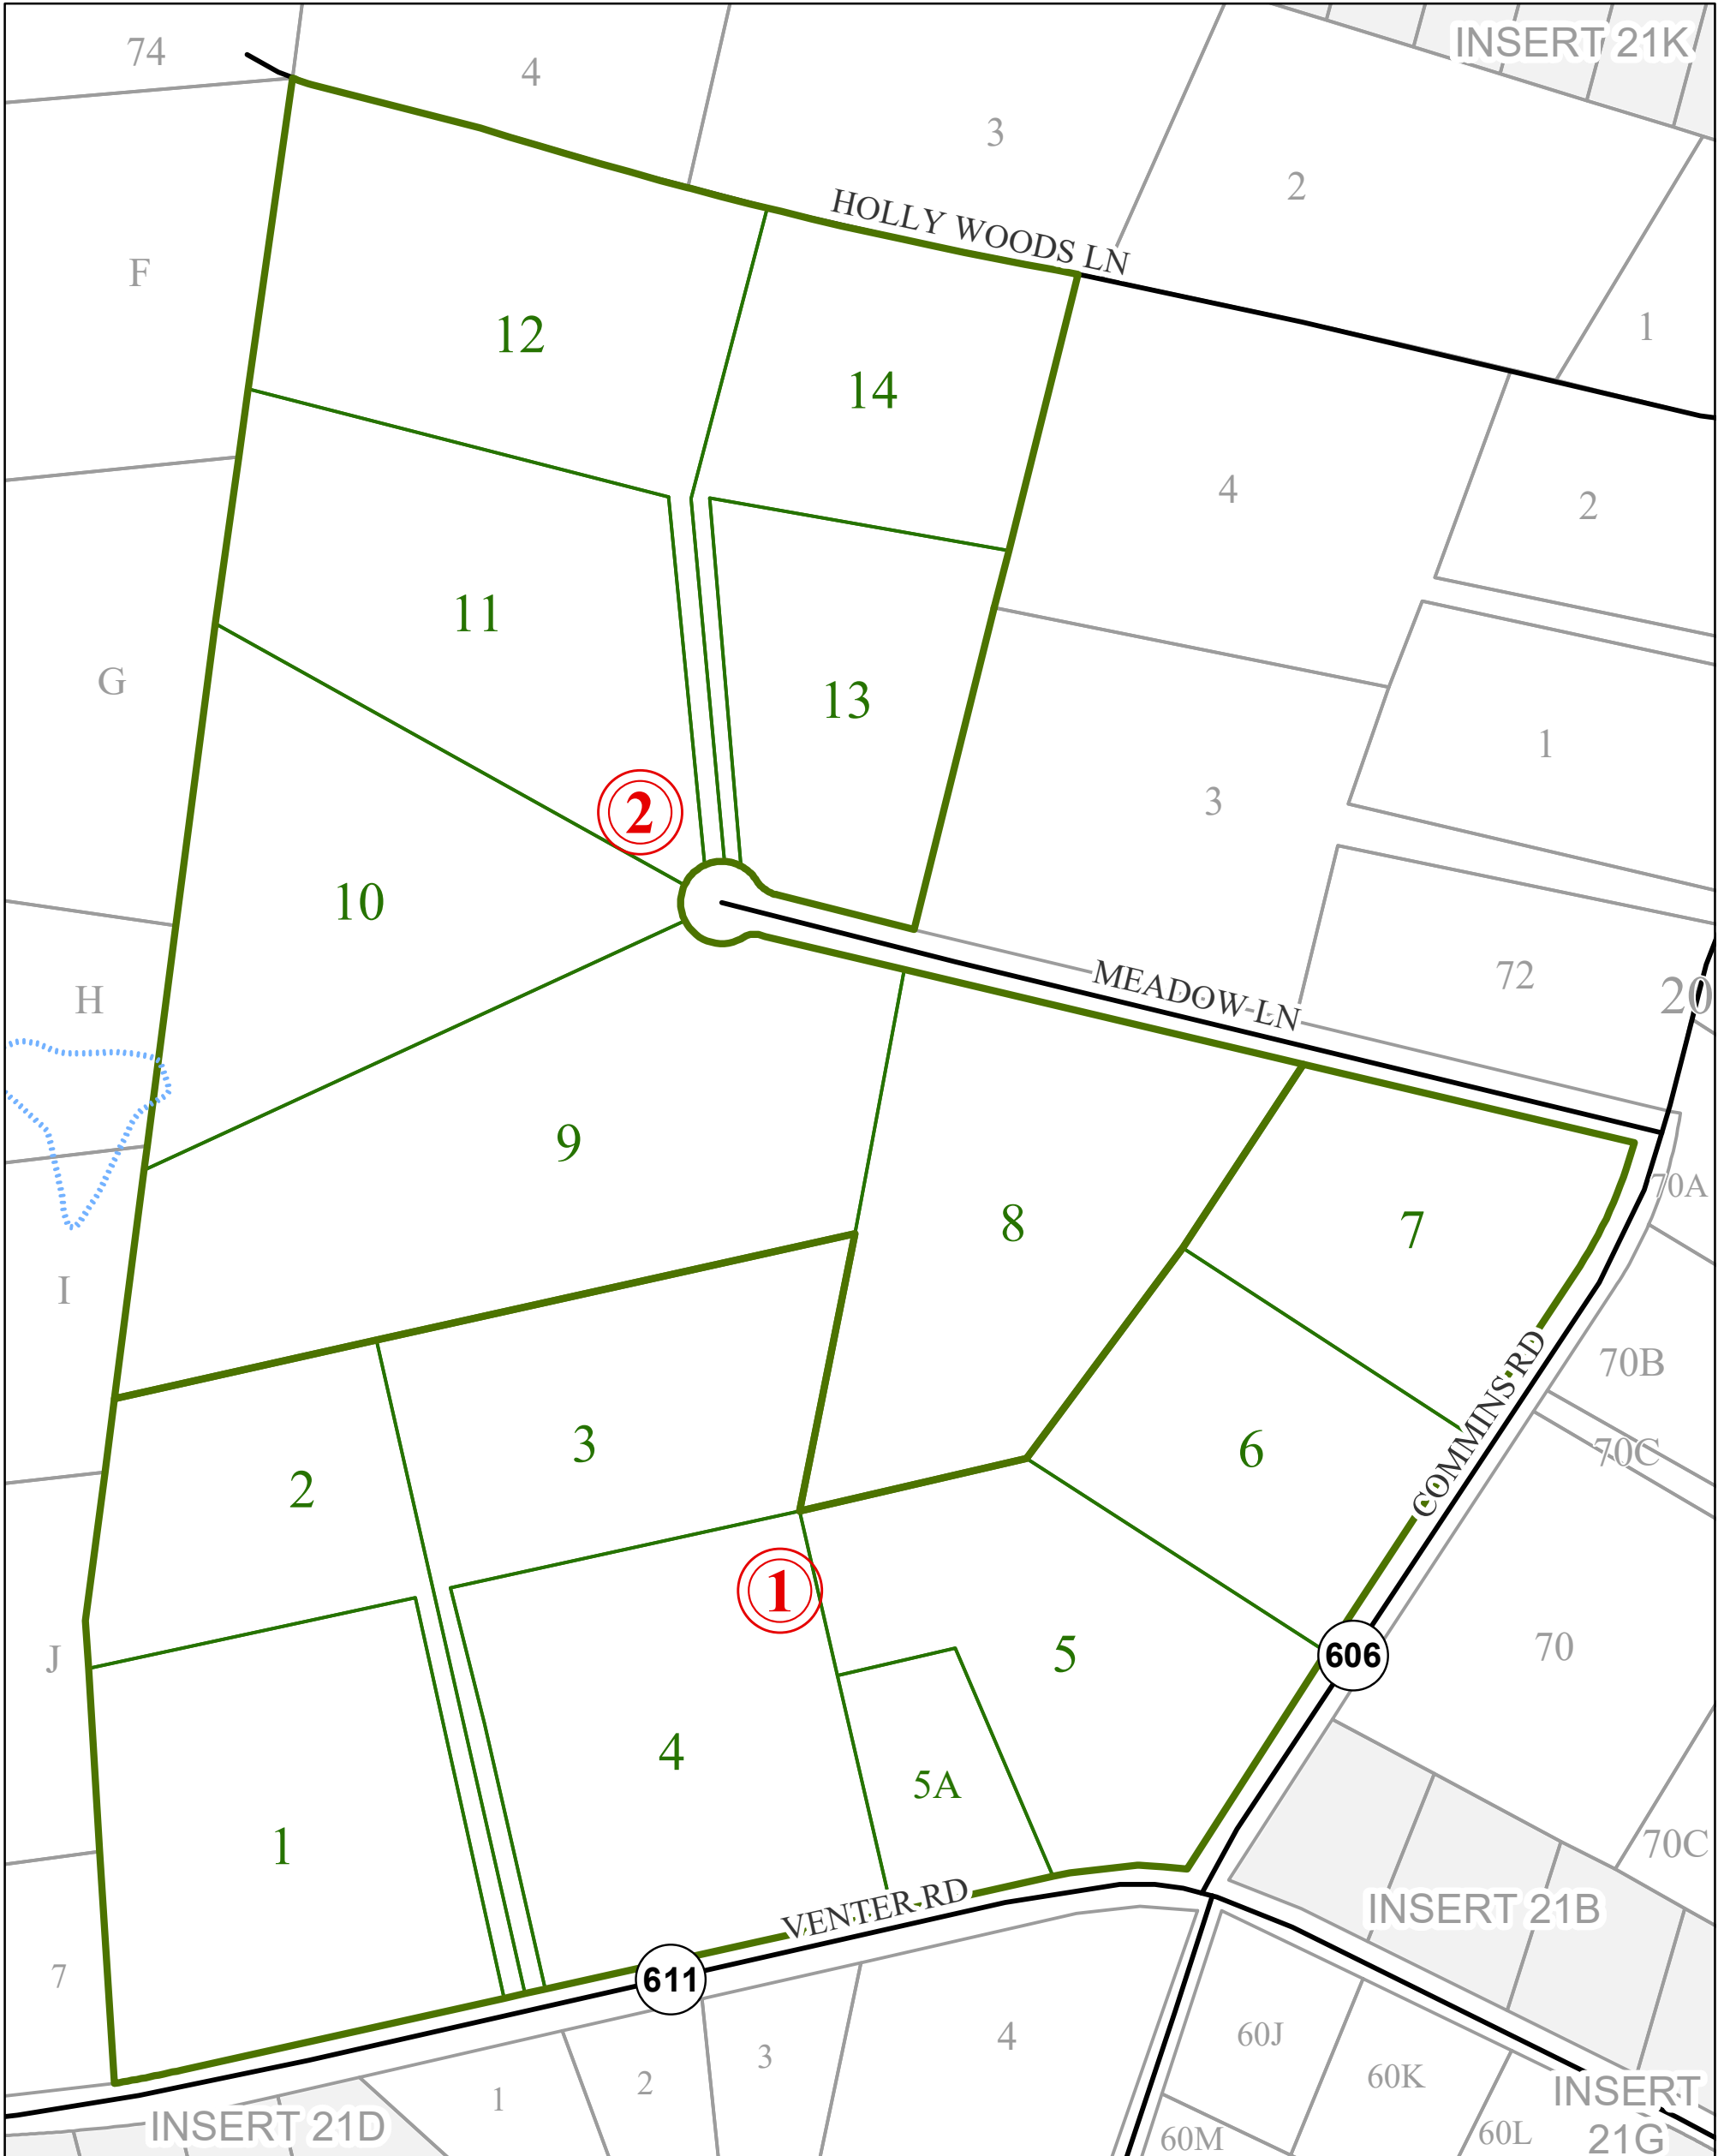 74
4
INSERT 21K
3
2
HOLLY WOODS LN
F
1
12
14
4
2
11
G
13
1
3
2
10
72
MEADOW LN
20
H
9
70A
8
7
I
70B
COMMINS RD
3
6
70C
2
1
5
606
70
J
4
5A
70C
1
VENTER RD
INSERT 21B
7
611
4
60J
3
2
60K
1
INSERT 21D
INSERT
21G
60M
60L